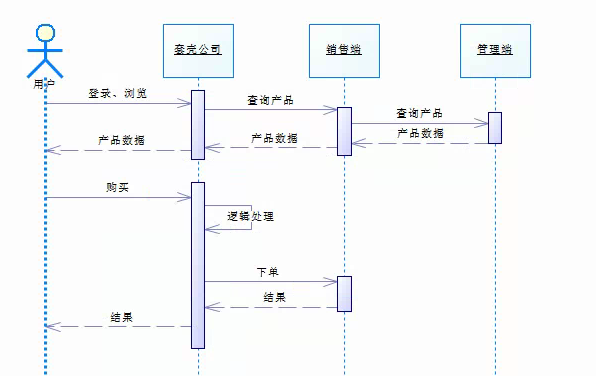 套壳公司
销售端
管理端
用户
登录、浏览
查询产品
查询产品
产品数据
产品数据
产品数据
购买
逻辑处理
下单
结果
结果